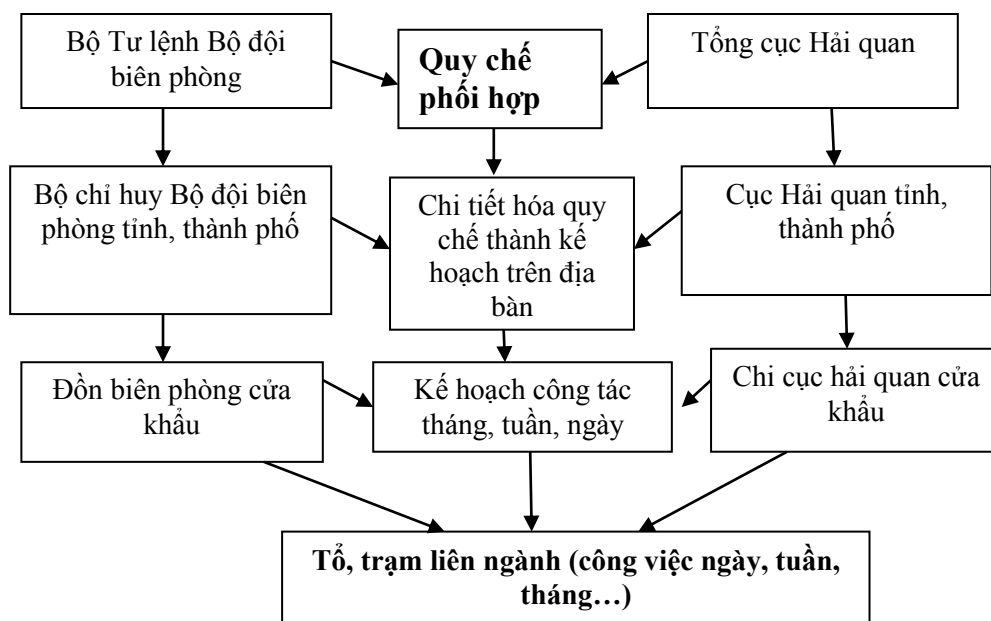 Bộ Tư lệnh Bộ đội
biên phòng
Quy chế
phối hợp
Tổng cục Hải quan
Bộ chỉ huy Bộ đội biên
phòng tỉnh, thành phố
Chi tiết hóa quy
chế thành kế
hoạch trên địa
bàn
Cục Hải quan tỉnh,
thành phố
Đồn biên phòng cửa
khẩu
Kế hoạch công tác
tháng, tuần, ngày
Chi cục hải quan cửa
khẩu
Tổ, trạm liên ngành (công việc ngày, tuần,
tháng…)